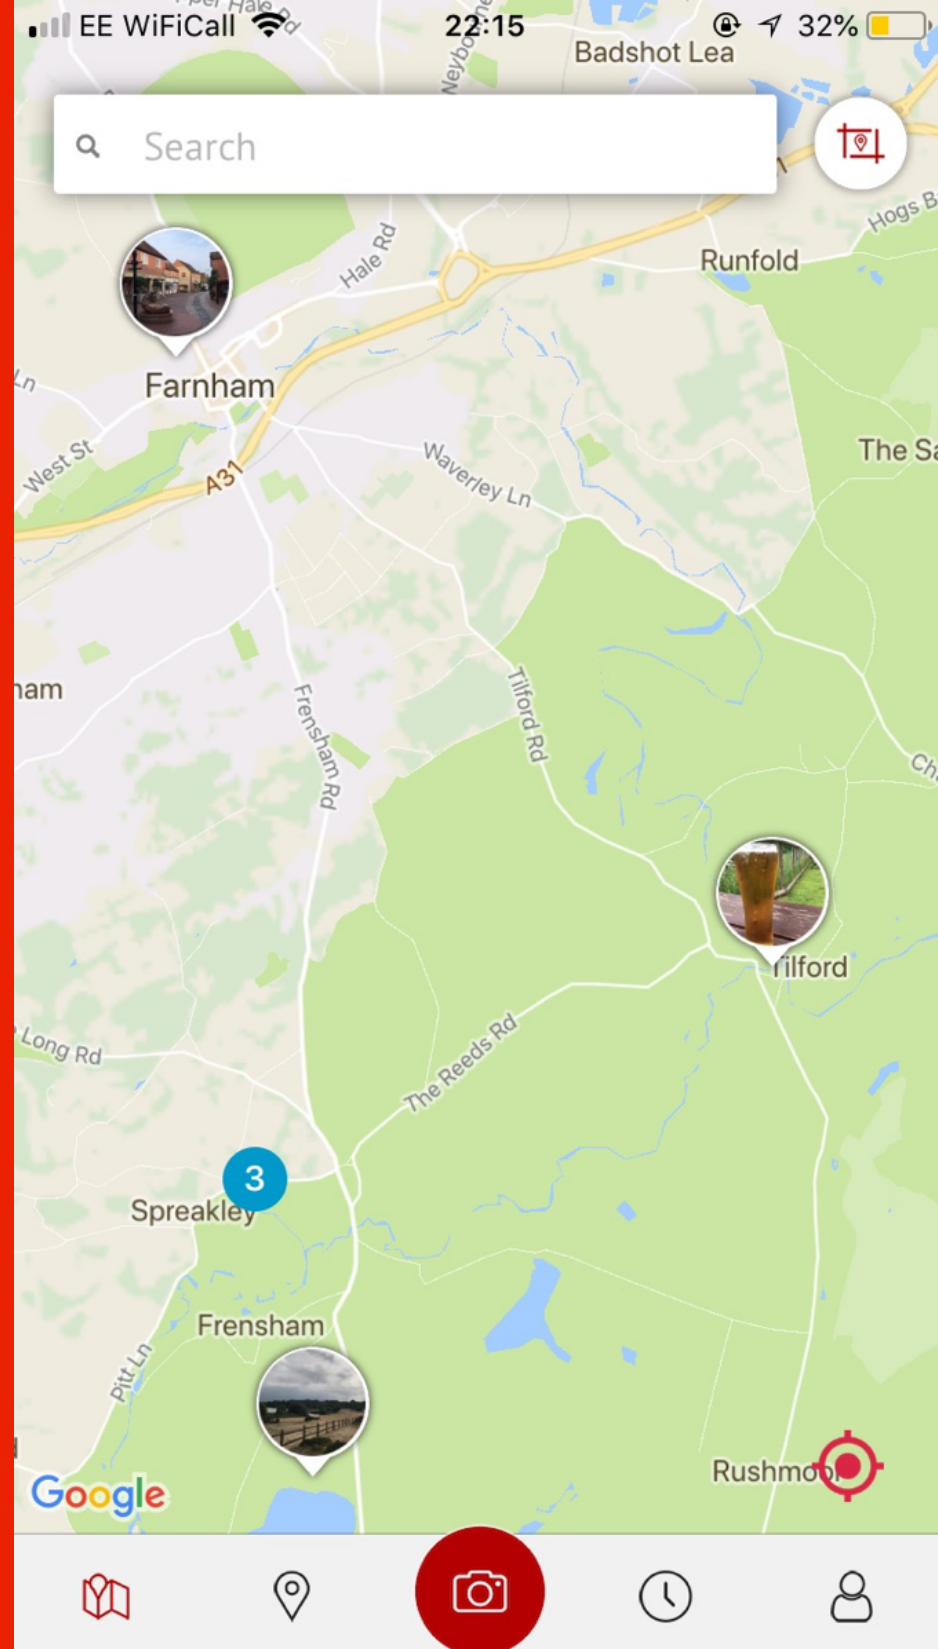 EE WiFiCall
22:15
32%
Badshot Lea
Search
Hogs B
Hale Rd
Runfold
Ln
Farnham
West St
A31
Waverley Ln
The Sa
ham
Frensham Rd
Tilford Rd
Ch
Tilford
Long Rd
The Reeds Rd
3
Spreakley
Frensham
Pitt Ln
Rushmoor
Google